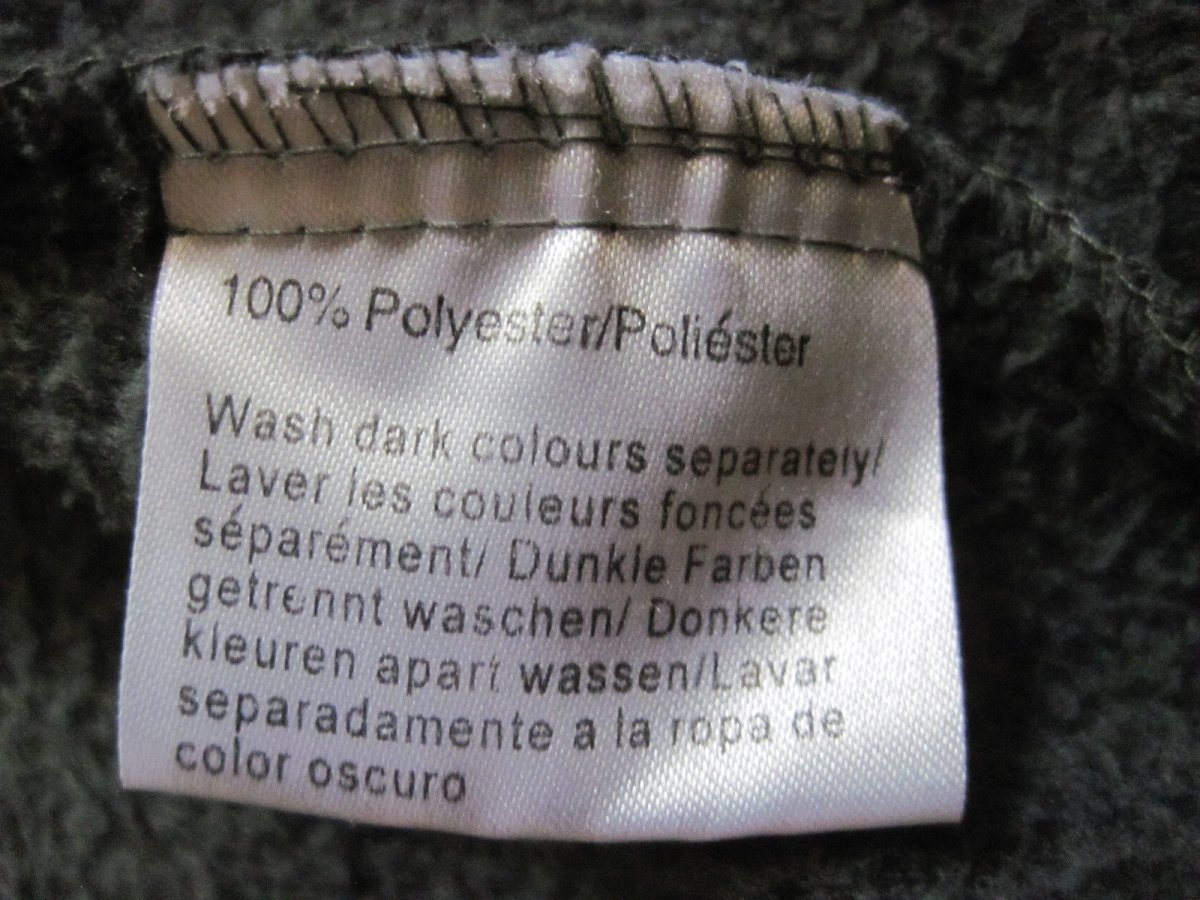 100% Polyester/Poliéster
Wash dark colours separately/
Laver les couleurs foncées
séparément/ Dunkle Farben
getrennt waschen/ Donkere
kleuren apart wassen/Lavar
separadamente a la ropa de
color oscuro